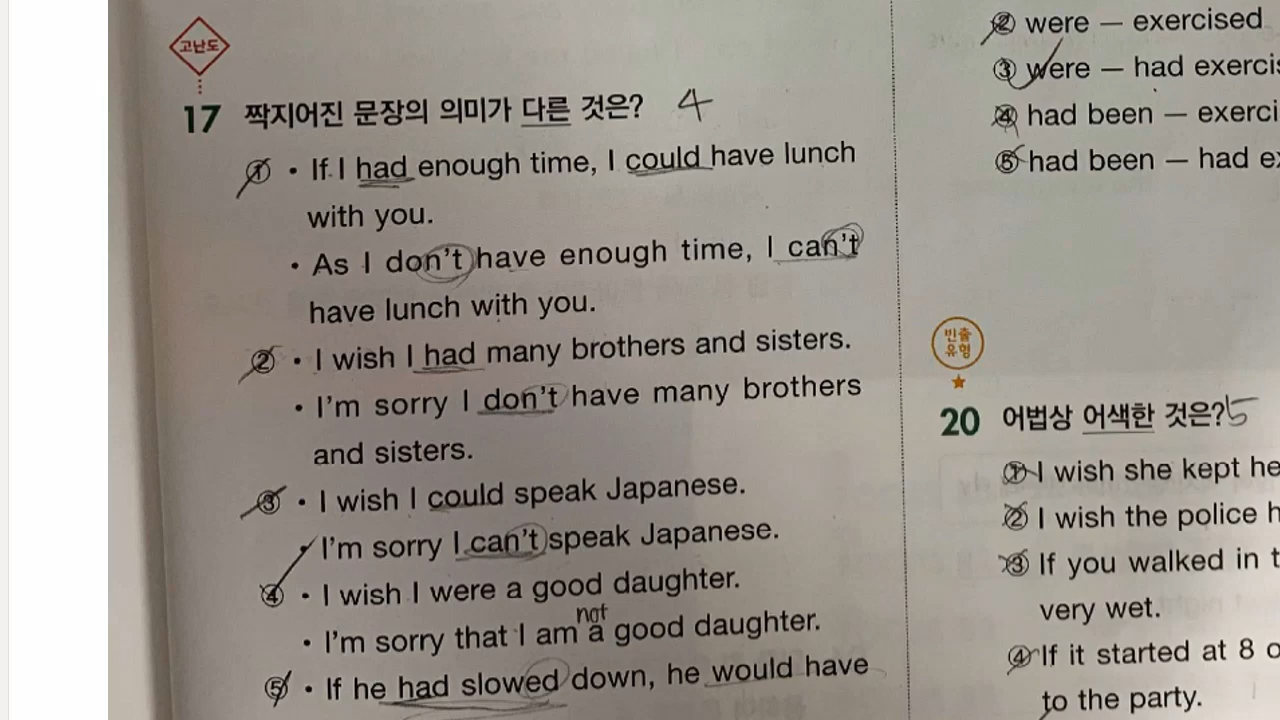 고난도
17 짝지어진 문장의 의미가 다른 것은? 4
① • If I had enough time, I could have lunch
with you.
• As I don't have enough time, I can't
have lunch with you.
② • I wish I had many brothers and sisters.
• I'm sorry I don't have many brothers
and sisters.
③ • I wish I could speak Japanese.
• I'm sorry I can't speak Japanese.
④ • I wish I were a good daughter.
not
• I'm sorry that I am a good daughter.
⑤ • If he had slowed down, he would have
② were — exercised
③ were — had exercis
④ had been — exerci
⑤ had been — had ex
빈출
유형
20 어법상 어색한 것은? 5
① I wish she kept he
② I wish the police h
③ If you walked in t
very wet.
④ If it started at 8 o
to the party.